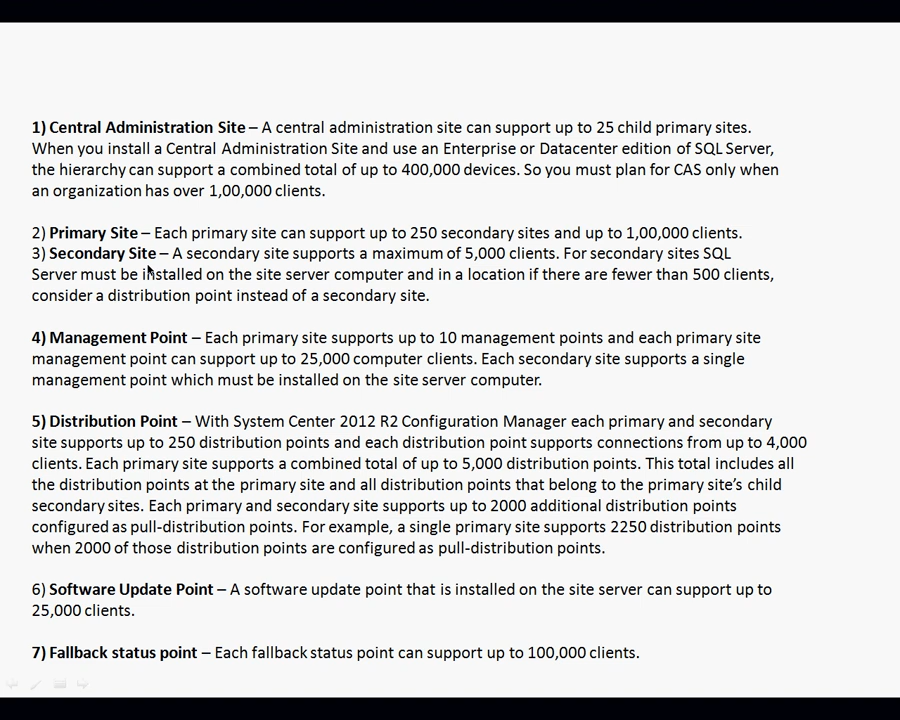 1) Central Administration Site – A central administration site can support up to 25 child primary sites.
When you install a Central Administration Site and use an Enterprise or Datacenter edition of SQL Server,
the hierarchy can support a combined total of up to 400,000 devices. So you must plan for CAS only when
an organization has over 1,00,000 clients.
2) Primary Site – Each primary site can support up to 250 secondary sites and up to 1,00,000 clients.
3) Secondary Site – A secondary site supports a maximum of 5,000 clients. For secondary sites SQL
Server must be installed on the site server computer and in a location if there are fewer than 500 clients,
consider a distribution point instead of a secondary site.
4) Management Point – Each primary site supports up to 10 management points and each primary site
management point can support up to 25,000 computer clients. Each secondary site supports a single
management point which must be installed on the site server computer.
5) Distribution Point – With System Center 2012 R2 Configuration Manager each primary and secondary
site supports up to 250 distribution points and each distribution point supports connections from up to 4,000
clients. Each primary site supports a combined total of up to 5,000 distribution points. This total includes all
the distribution points at the primary site and all distribution points that belong to the primary site’s child
secondary sites. Each primary and secondary site supports up to 2000 additional distribution points
configured as pull-distribution points. For example, a single primary site supports 2250 distribution points
when 2000 of those distribution points are configured as pull-distribution points.
6) Software Update Point – A software update point that is installed on the site server can support up to
25,000 clients.
7) Fallback status point – Each fallback status point can support up to 100,000 clients.